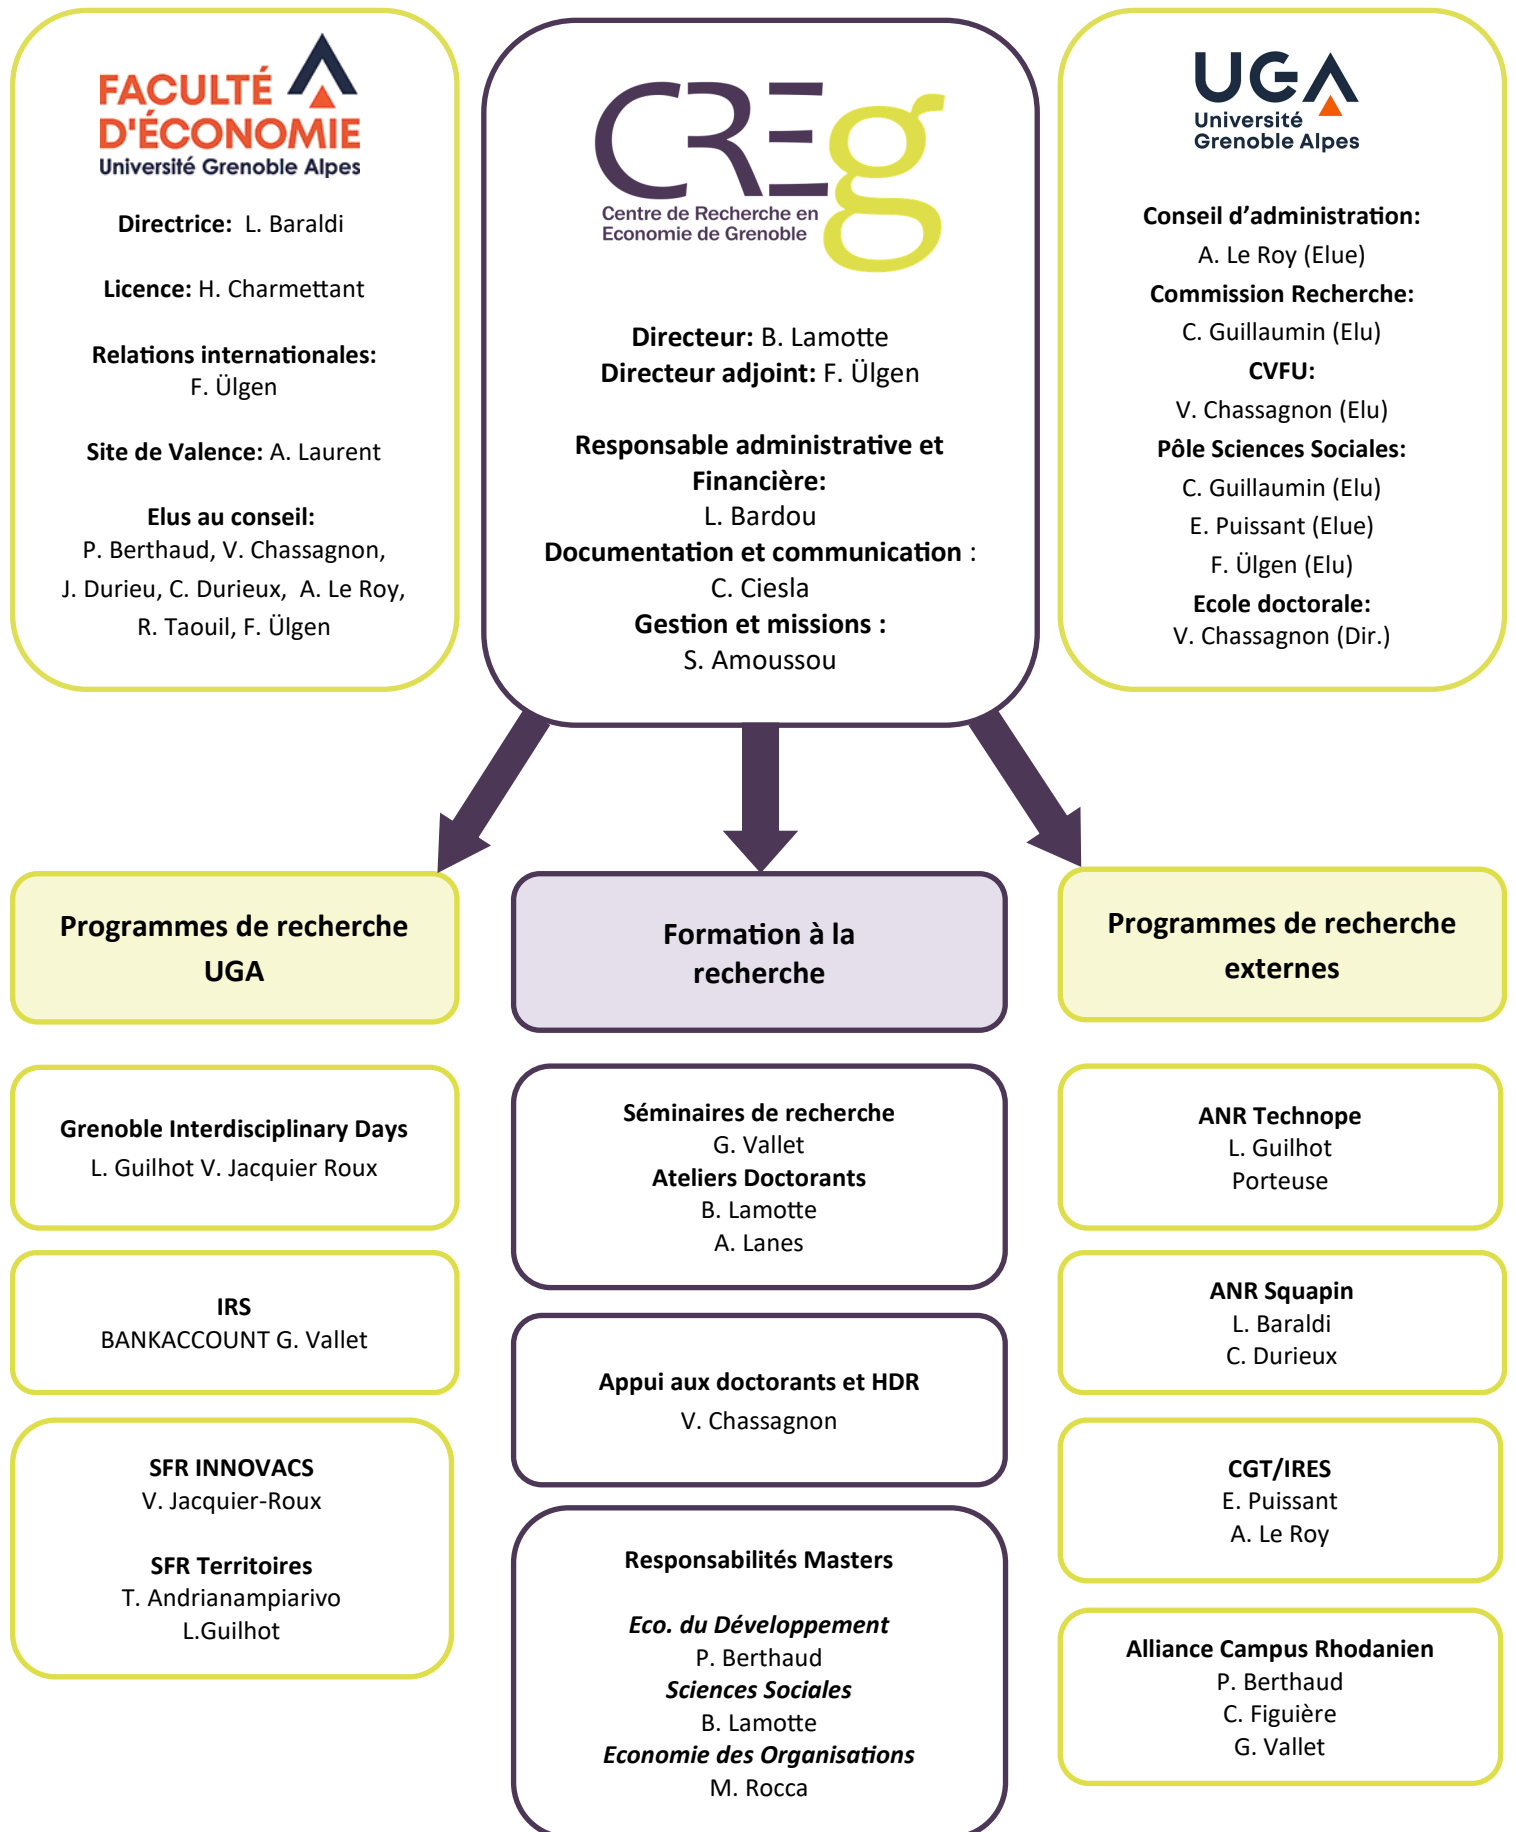 FACULTÉ
D'ÉCONOMIE
Université Grenoble Alpes
Directrice: L. Baraldi
Licence: H. Charmettant
Relations internationales:
F. Ülgen
Site de Valence: A. Laurent
Elus au conseil:
P. Berthaud, V. Chassagnon,
J. Durieu, C. Durieux, A. Le Roy,
R. Taouil, F. Ülgen
CREg
Centre de Recherche en
Economie de Grenoble
Directeur: B. Lamotte
Directeur adjoint: F. Ülgen
Responsable administrative et
Financière:
L. Bardou
Documentation et communication :
C. Ciesla
Gestion et missions :
S. Amoussou
UGA
Université
Grenoble Alpes
Conseil d’administration:
A. Le Roy (Elue)
Commission Recherche:
C. Guillaumin (Elu)
CVFU:
V. Chassagnon (Elu)
Pôle Sciences Sociales:
C. Guillaumin (Elu)
E. Puissant (Elue)
F. Ülgen (Elu)
Ecole doctorale:
V. Chassagnon (Dir.)
Programmes de recherche
UGA
Grenoble Interdisciplinary Days
L. Guilhot V. Jacquier Roux
IRS
BANKACCOUNT G. Vallet
SFR INNOVACS
V. Jacquier-Roux
SFR Territoires
T. Andrianampiarivo
L.Guilhot
Formation à la
recherche
Séminaires de recherche
G. Vallet
Ateliers Doctorants
B. Lamotte
A. Lanes
Appui aux doctorants et HDR
V. Chassagnon
Responsabilités Masters
Eco. du Développement
P. Berthaud
Sciences Sociales
B. Lamotte
Economie des Organisations
M. Rocca
Programmes de recherche
externes
ANR Technope
L. Guilhot
Porteuse
ANR Squapin
L. Baraldi
C. Durieux
CGT/IRES
E. Puissant
A. Le Roy
Alliance Campus Rhodanien
P. Berthaud
C. Figuière
G. Vallet